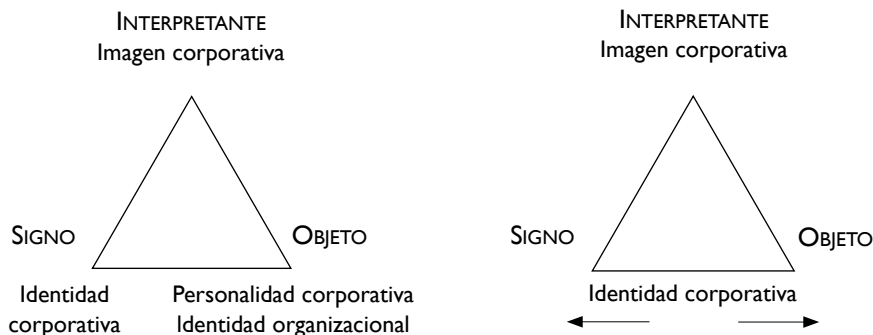 INTERPRETANTE
Imagen corporativa
SIGNO
OBJETO
Identidad
corporativa
Personalidad corporativa
Identidad organizacional
INTERPRETANTE
Imagen corporativa
SIGNO
OBJETO
Identidad corporativa